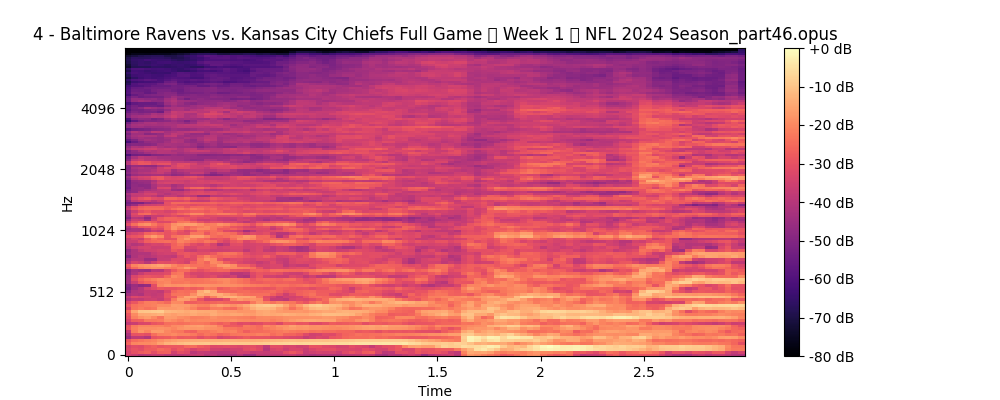 4 - Baltimore Ravens vs. Kansas City Chiefs Full Game ▯ Week 1 ▯ NFL 2024 Season_part46.opus
+0 dB
4096
-10 dB
-20 dB
2048
-30 dB
Hz
1024
-40 dB
-50 dB
512
-60 dB
-70 dB
0
-80 dB
0 0.5 1 1.5 2 2.5
Time